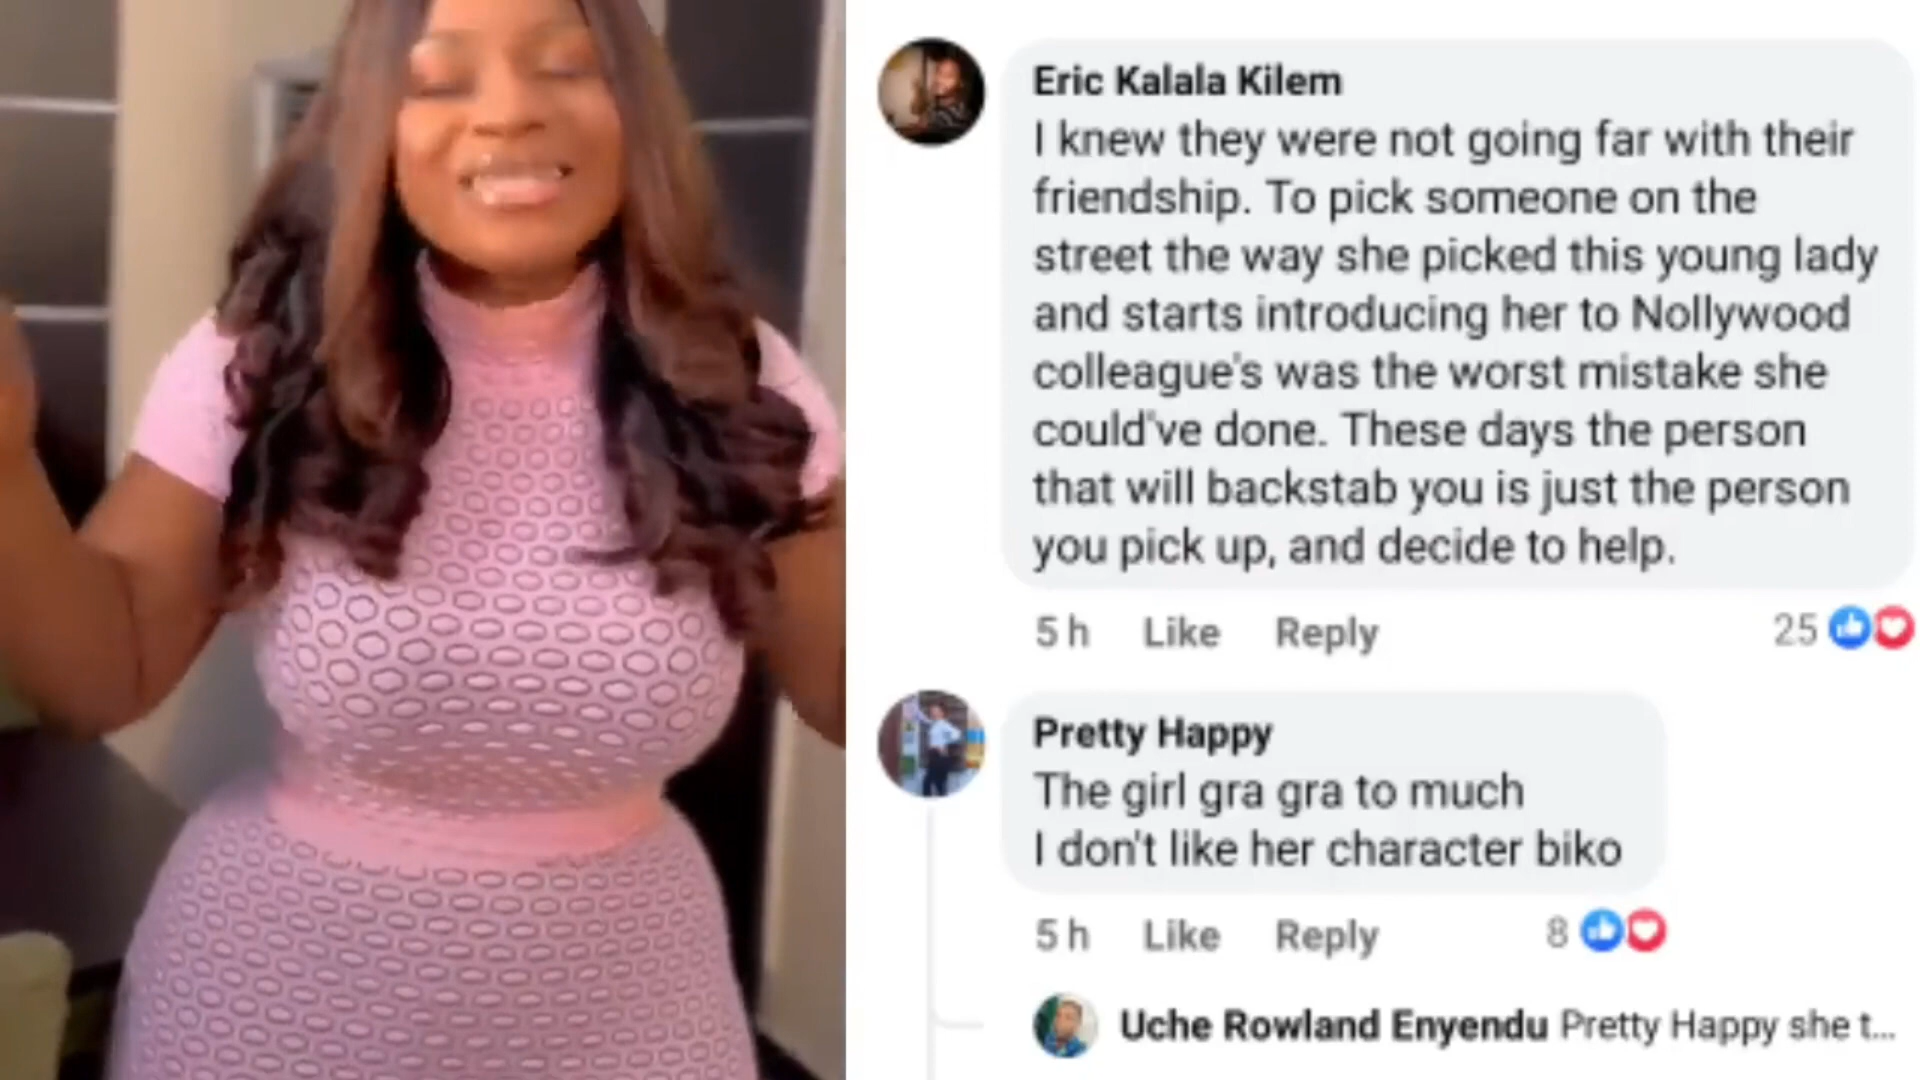 Eric Kalala Kilem
I knew they were not going far with their
friendship. To pick someone on the
street the way she picked this young lady
and starts introducing her to Nollywood
colleague's was the worst mistake she
could've done. These days the person
that will backstab you is just the person
you pick up, and decide to help.
5 h Like Reply 25
Pretty Happy
The girl gra gra to much
I don't like her character biko
5 h Like Reply 8
Uche Rowland Enyendu Pretty Happy she t...